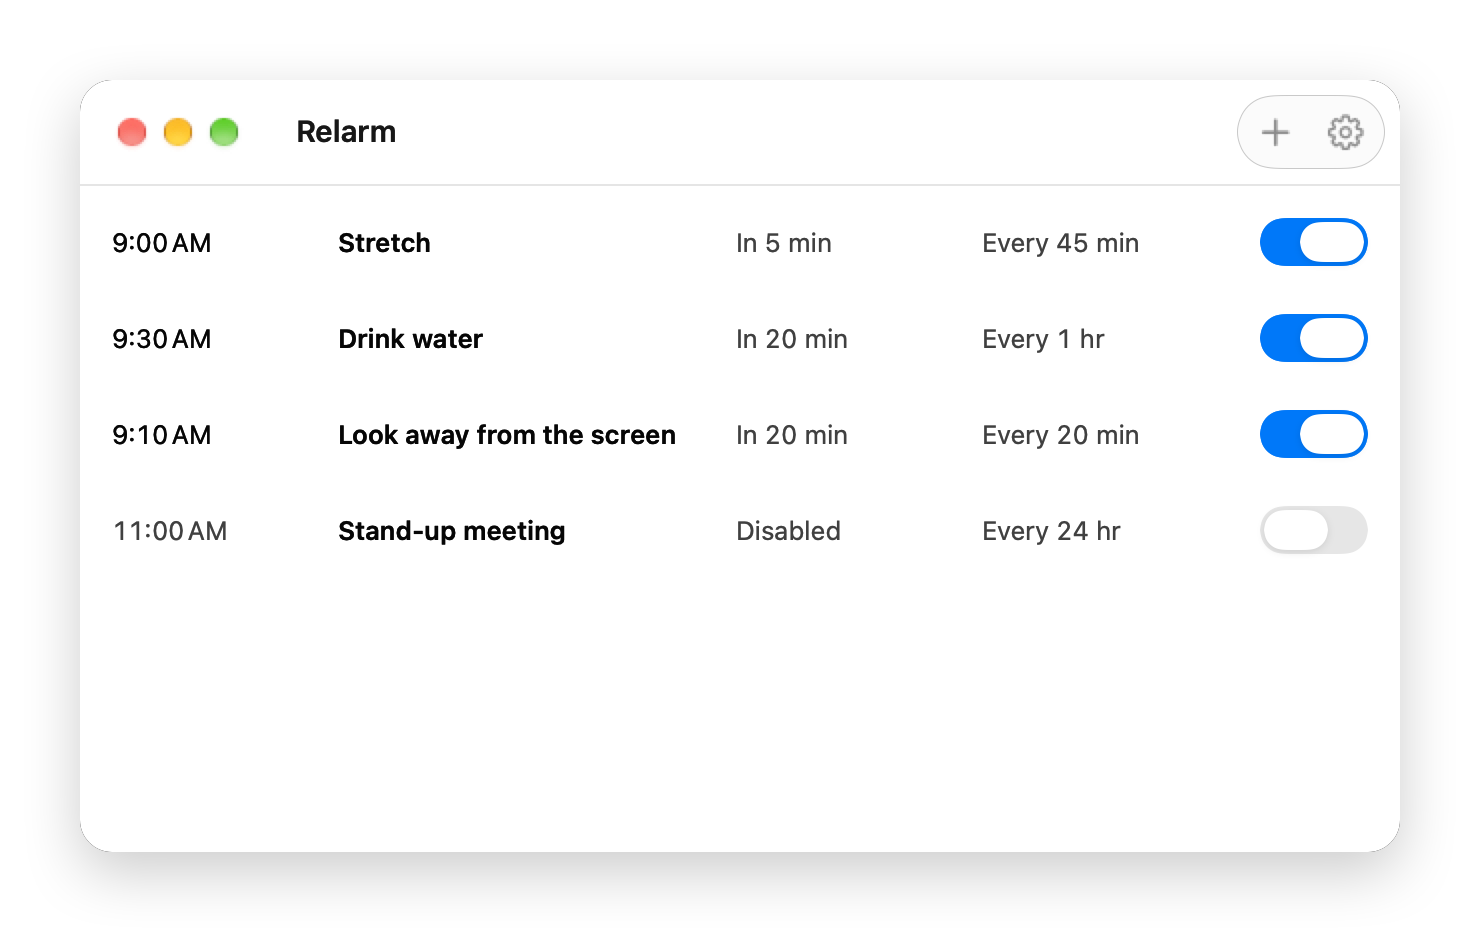 Relarm
9:00 AM Stretch In 5 min Every 45 min
9:30 AM Drink water In 20 min Every 1 hr
9:10 AM Look away from the screen In 20 min Every 20 min
11:00 AM Stand-up meeting Disabled Every 24 hr